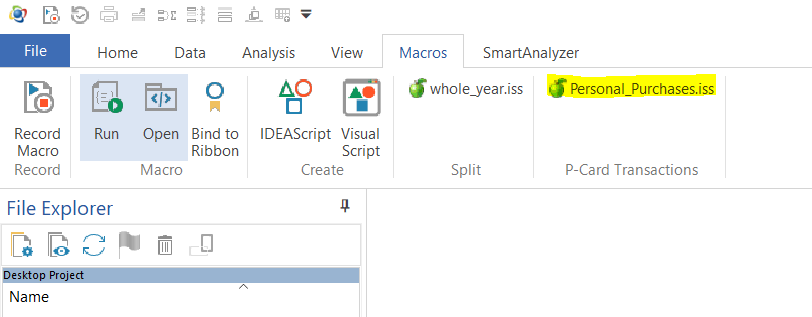 File Home Data Analysis View Macros SmartAnalyzer
whole_year.iss Personal_Purchases.iss
Record Run Open Bind to IDEAScript Visual
Macro Ribbon Script
Record Macro Create Split P-Card Transactions
File Explorer
Desktop Project
Name